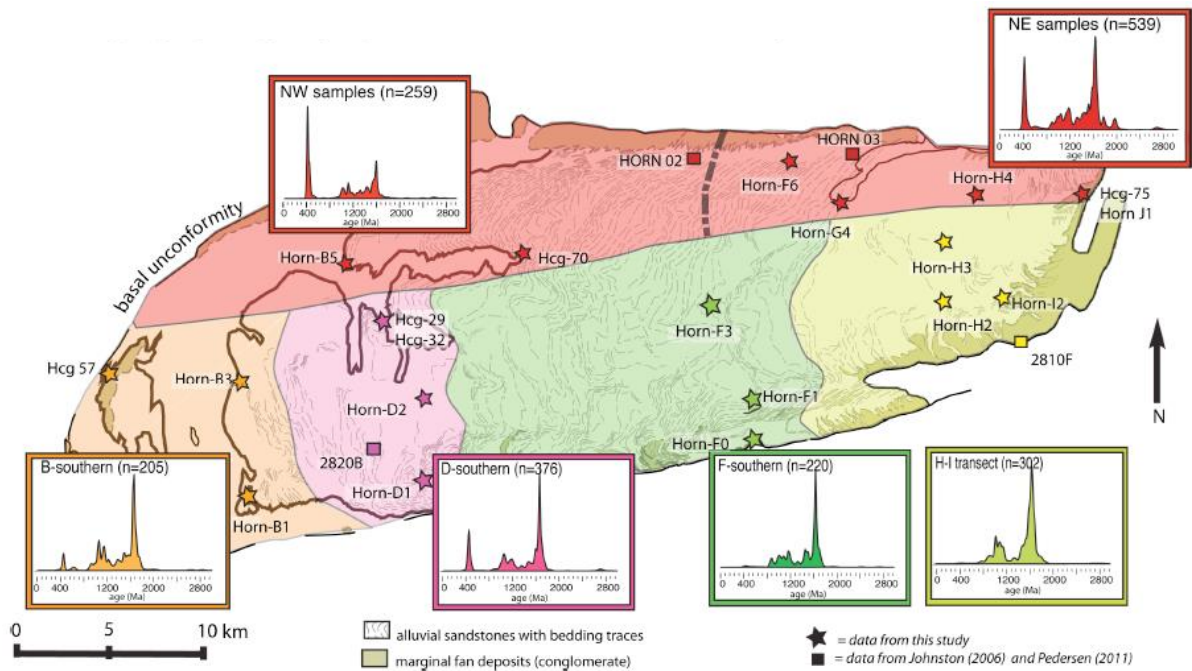 NE samples (n=539)
400 1200 2000 2800
age (Ma)
NW samples (n=259)
400 1200 2000 2800
age (Ma)
HORN 02
HORN 03
Horn-F6
Horn-H4
Hcg-75
Horn J1
Horn-G4
basal unconformity
Horn-B5
Hcg-70
Horn-H3
Hcg-29
Hcg-32
Horn-F3
Horn-I2
Horn-H2
2810F
N
Hcg 57
Horn-B3
Horn-D2
Horn-F1
2820B
Horn-F0
Horn-D1
Horn-B1
B-southern (n=205)
0 400 1200 2000 2800
age (Ma)
D-southern (n=376)
0 400 1200 2000 2800
age (Ma)
F-southern (n=220)
0 400 1200 2000 2800
age (Ma)
H-I transect (n=302)
0 400 1200 2000 2800
age (Ma)
0 5 10 km
alluvial sandstones with bedding traces
marginal fan deposits (conglomerate)
= data from this study
= data from Johnston (2006) and Pedersen (2011)